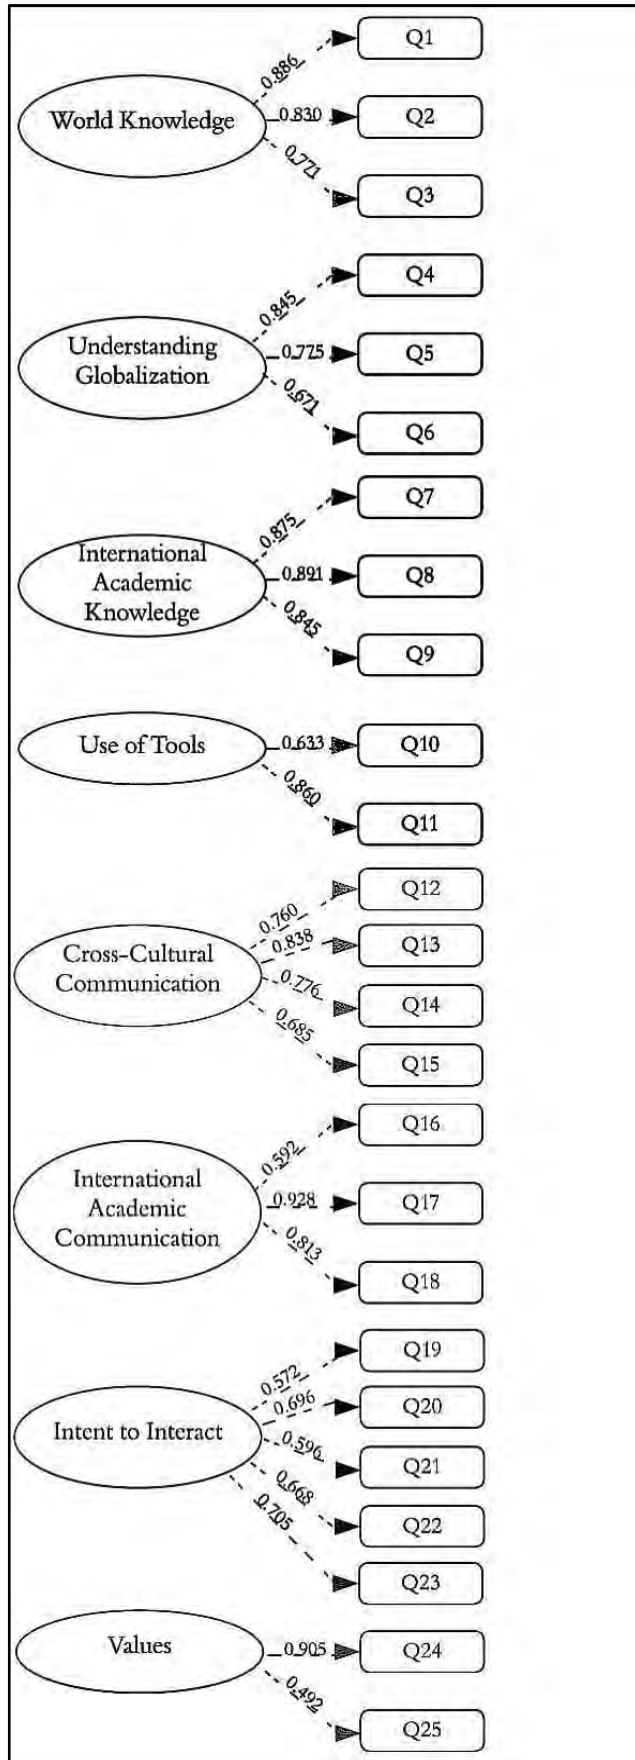 World Knowledge
0.886
Q1
0.830
Q2
0.771
Q3
Understanding
Globalization
0.845
Q4
0.775
Q5
0.671
Q6
International
Academic
Knowledge
0.875
Q7
0.891
Q8
0.845
Q9
Use of Tools
0.633
Q10
0.860
Q11
Cross-Cultural
Communication
0.760
Q12
0.838
Q13
0.776
Q14
0.685
Q15
International
Academic
Communication
0.592
Q16
0.928
Q17
0.813
Q18
Intent to Interact
0.572
Q19
0.696
Q20
0.596
Q21
0.668
Q22
0.705
Q23
Values
0.905
Q24
0.492
Q25